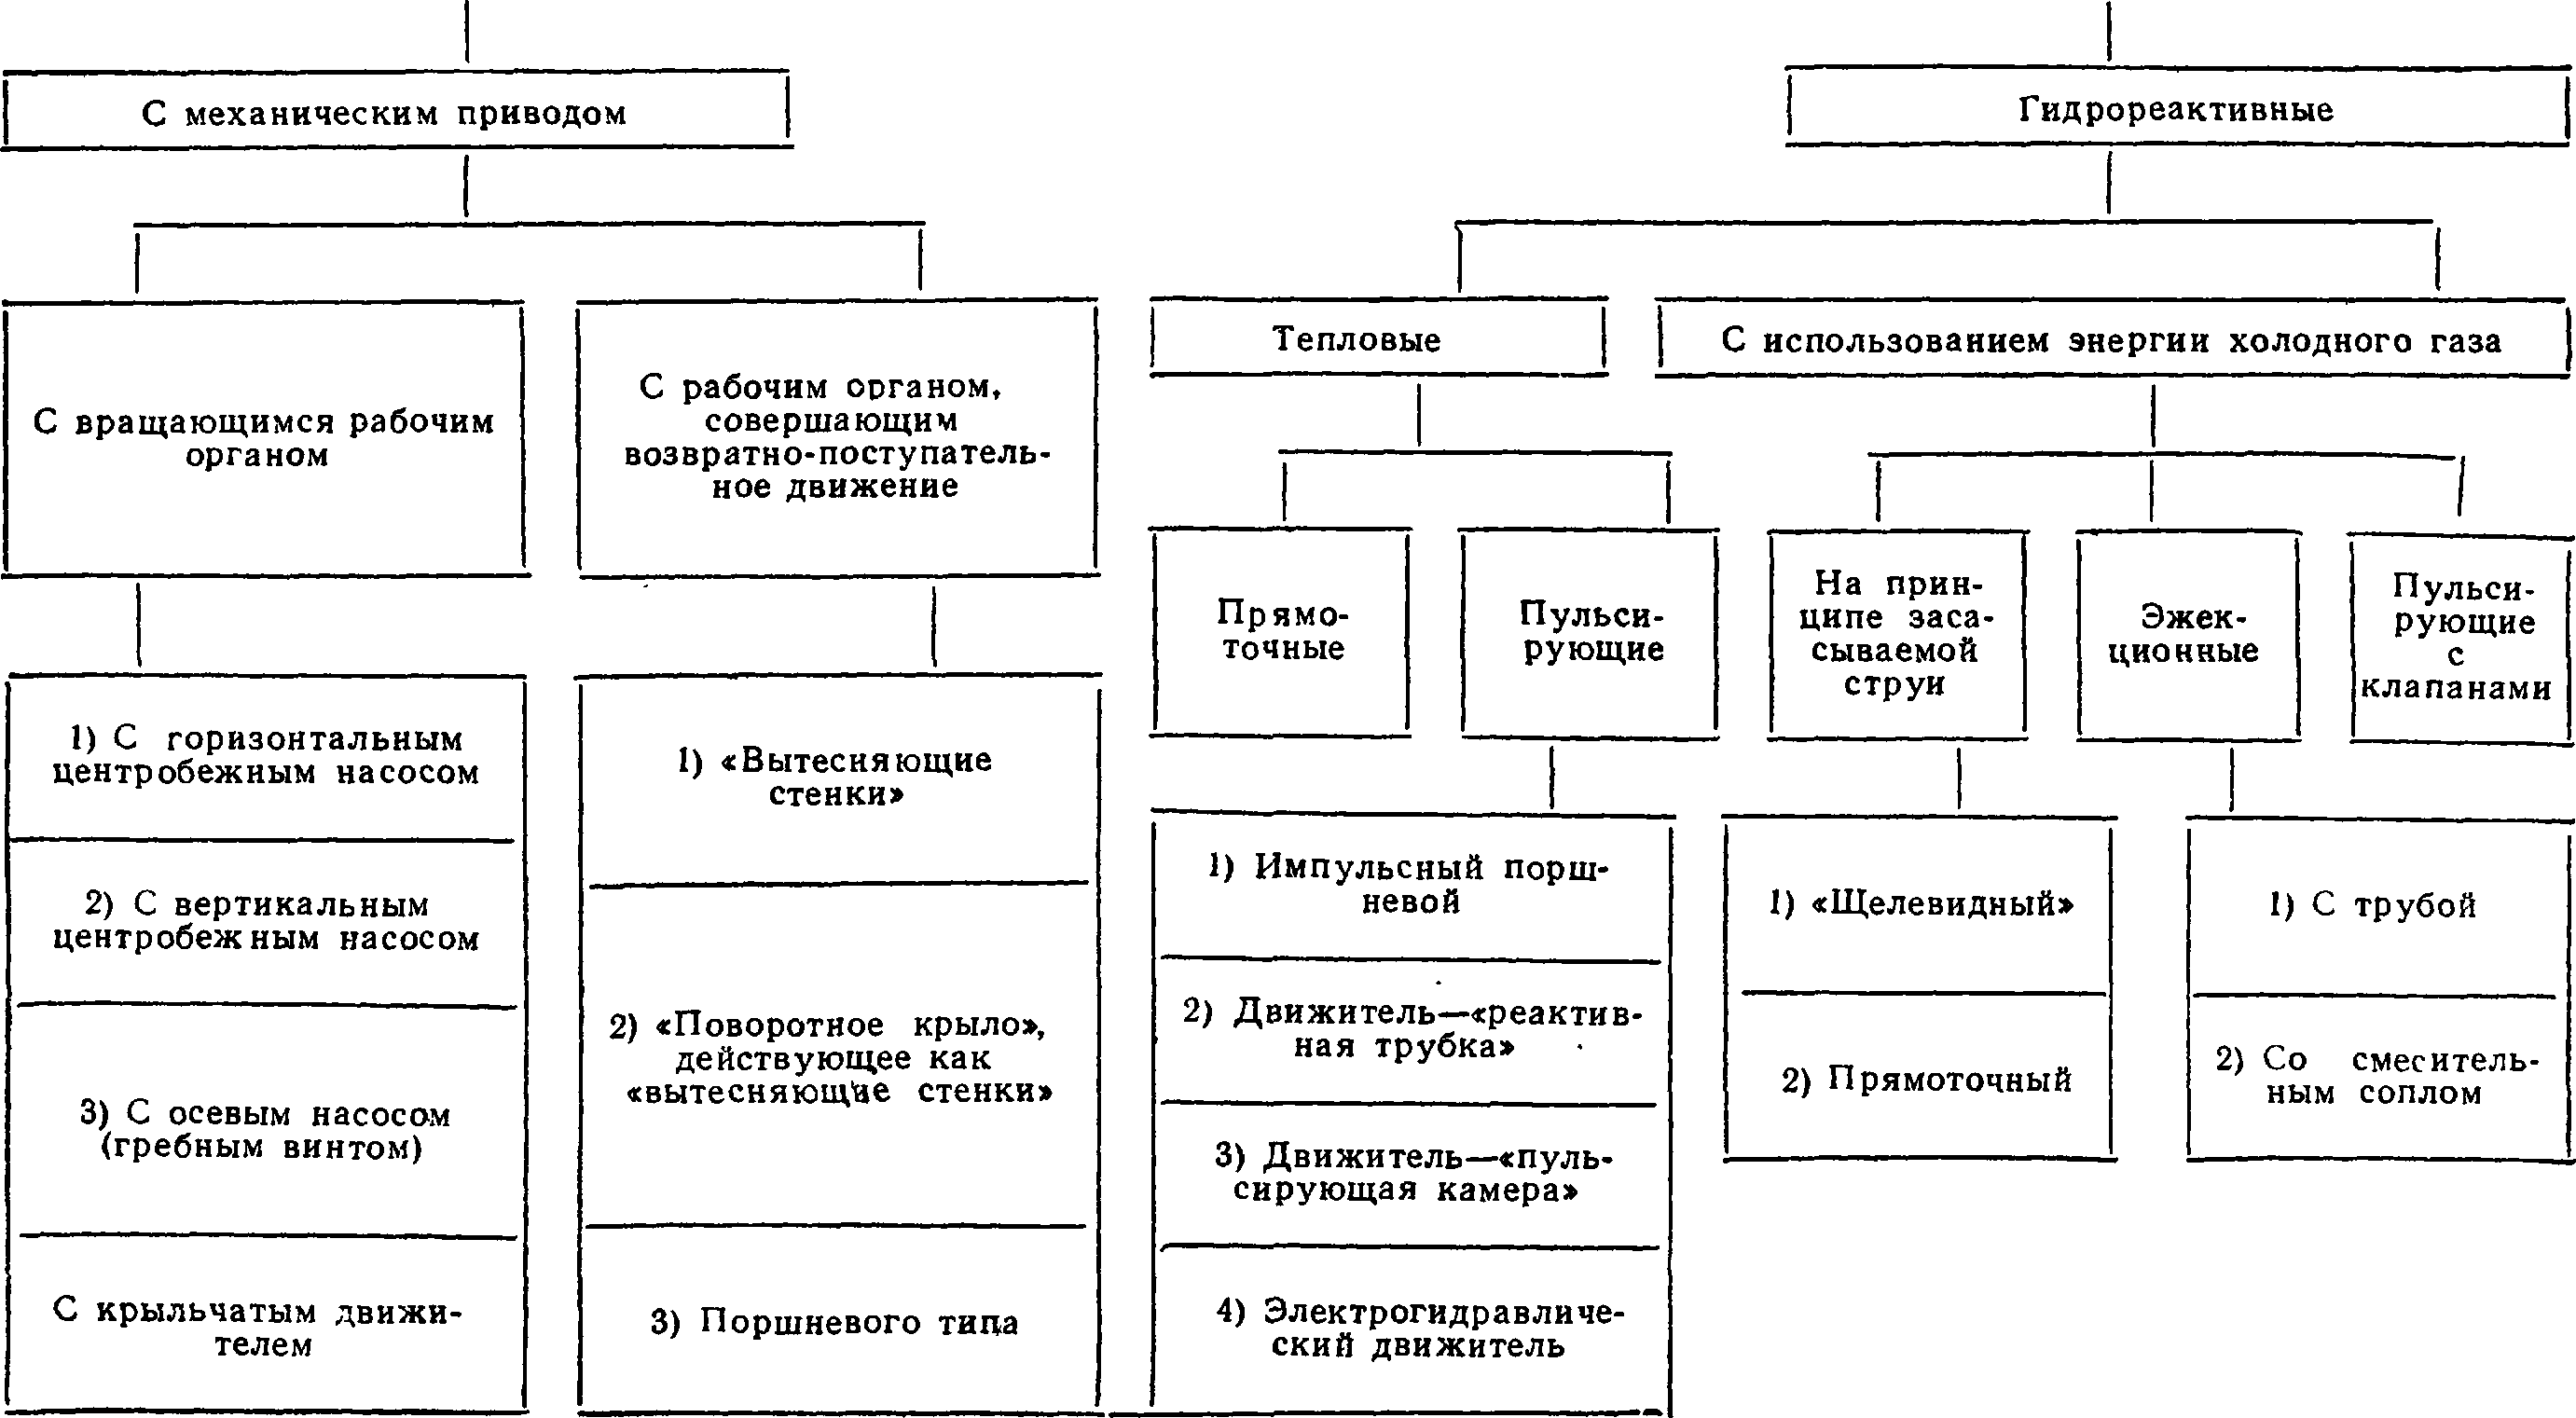 С механическим приводом
Гидрореактивные
С вращающимся рабочим
органом
С рабочим органом,
совершающим
возвратно-поступатель-
ное движение
Тепловые
С использованием энергии холодного газа
Прямо-
точные
Пульси-
рующие
На прин-
ципе заса-
сываемой
струи
Эжек-
ционные
Пульси-
рующие
с
клапанами
1) С горизонтальным
центробежным насосом
2) С вертикальным
центробежным насосом
3) С осевым насосом
(гребным винтом)
С крыльчатым движи-
телем
1) «Вытесняющие
стенки»
2) «Поворотное крыло»,
действующее как
«вытесняющие стенки»
3) Поршневого типа
1) Импульсный порш-
невой
2) Движитель—«реактив-
ная трубка»
3) Движитель—«пуль-
сирующая камера»
4) Электрогидравличе-
ский движитель
1) «Щелевидный»
2) Прямоточный
1) С трубой
2) Со смеситель-
ным соплом